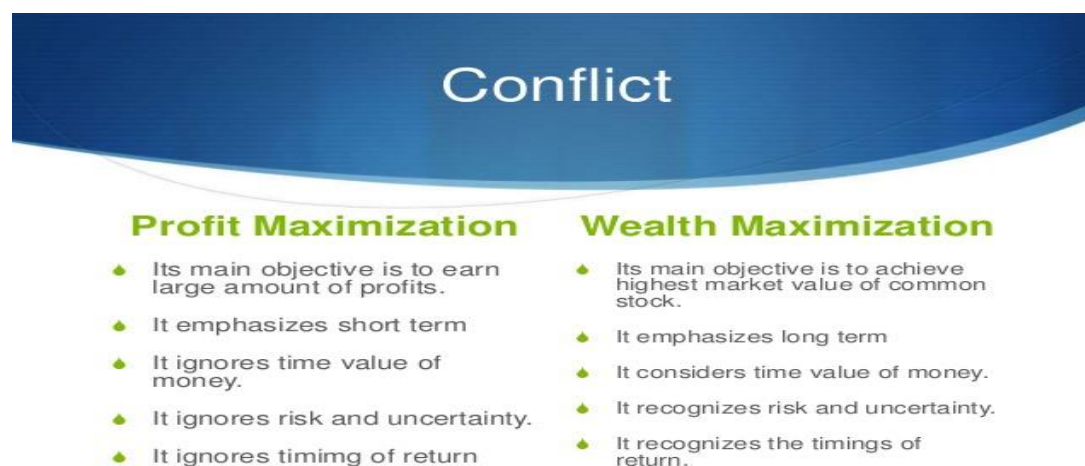 Conflict
Profit Maximization
Its main objective is to earn
large amount of profits.
It emphasizes short term
It ignores time value of
money.
It ignores risk and uncertainty.
It ignores timimg of return
Wealth Maximization
Its main objective is to achieve
highest market value of common
stock.
It emphasizes long term
It considers time value of money.
It recognizes risk and uncertainty.
It recognizes the timings of
return.